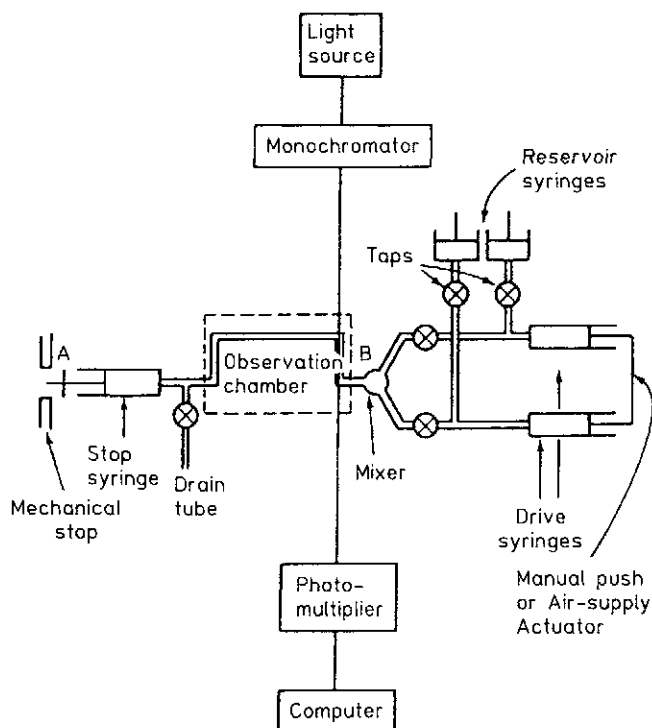 Light
source
Monochromator
Reservoir
syringes
Taps
A
B
Observation
chamber
Stop
syringe
Drain
tube
Mixer
Mechanical
stop
Drive
syringes
Manual push
or Air-supply
Actuator
Photo-
multiplier
Computer